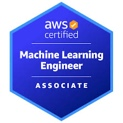 aws
certified
Machine Learning
Engineer
ASSOCIATE